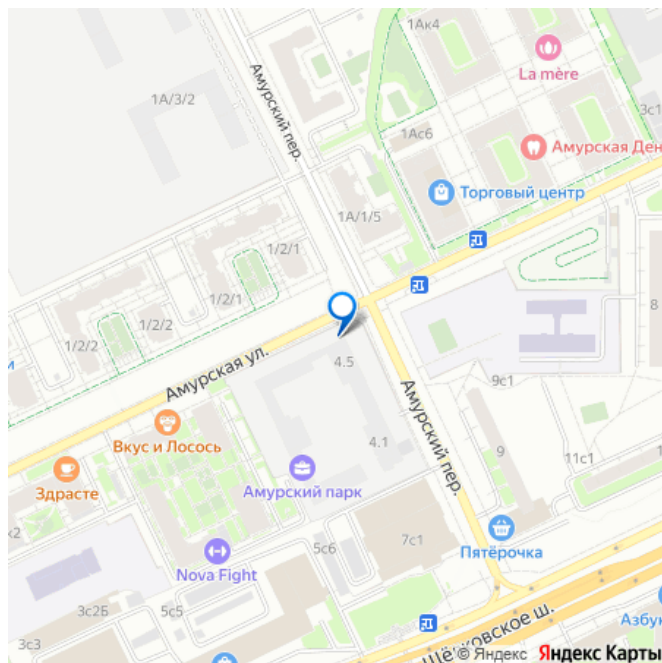 1Ак4
La mère
1А/3/2
Амурский пер.
3с1
1Ас6
Амурская Ден
Торговый центр
1А/1/5
1/2/1
1/2/1
1/2/2
1/2/2
и
8
Амурская ул.
4.5
9с1
Амурский пер.
Вкус и Лосось
4.1
9
11с1
1
Здрасте
Амурский парк
к2
7с1
5с6
Пятёрочка
Nova Fight
3с2Б
5с5
3с3
Азбук
Щёлковское ш.
© Яндекс Яндекс Карты